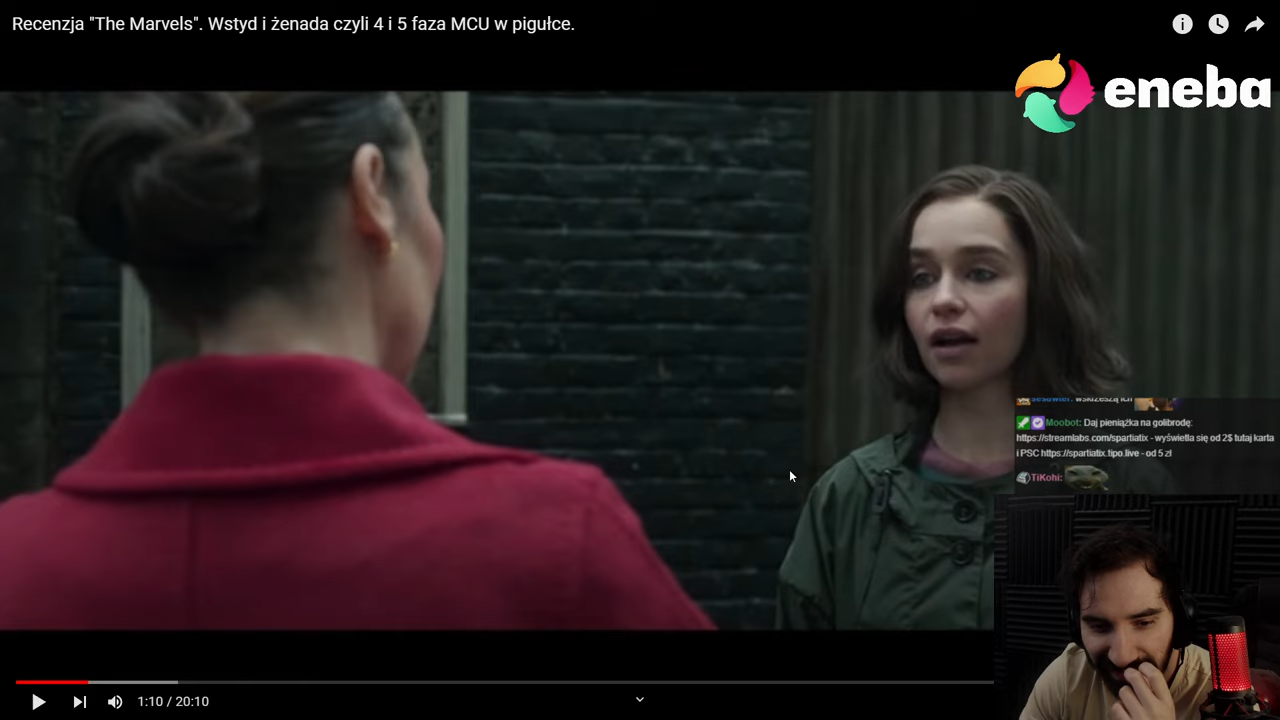 Recenzja "The Marvels". Wstyd i żenada czyli 4 i 5 faza MCU w pigułce.
eneba
wskrzeszą ich
Moobot: Daj pieniążka na golibrodę:
https://streamlabs.com/spartiatix - wyświetla się od 2$ tutaj karta
i PSC https://spartiatix.tipo.live - od 5 zł
TiKohi:
1:10 / 20:10